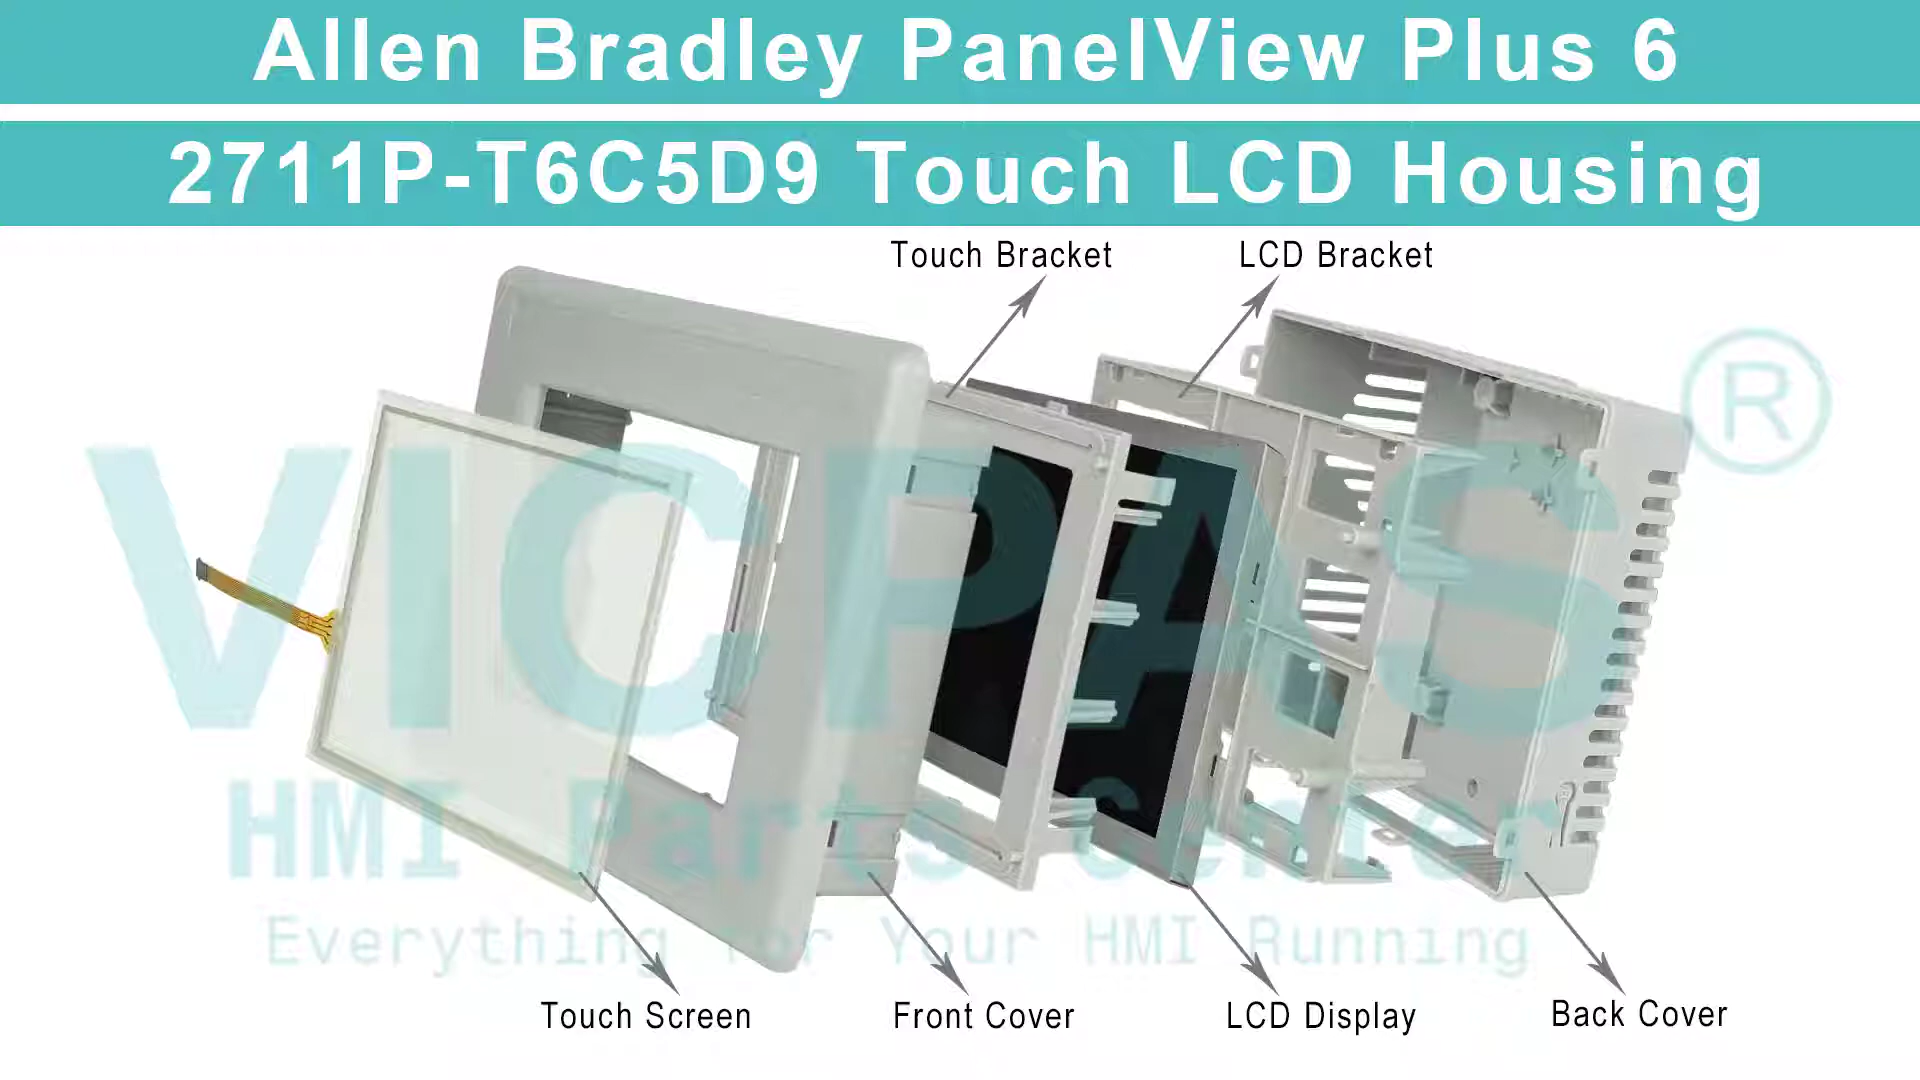 Allen Bradley PanelView Plus 6
2711P-T6C5D9 Touch LCD Housing
Touch Bracket
LCD Bracket
VICPAS®
HMI Parts Center
Everything for Your HMI Running
Touch Screen
Front Cover
LCD Display
Back Cover